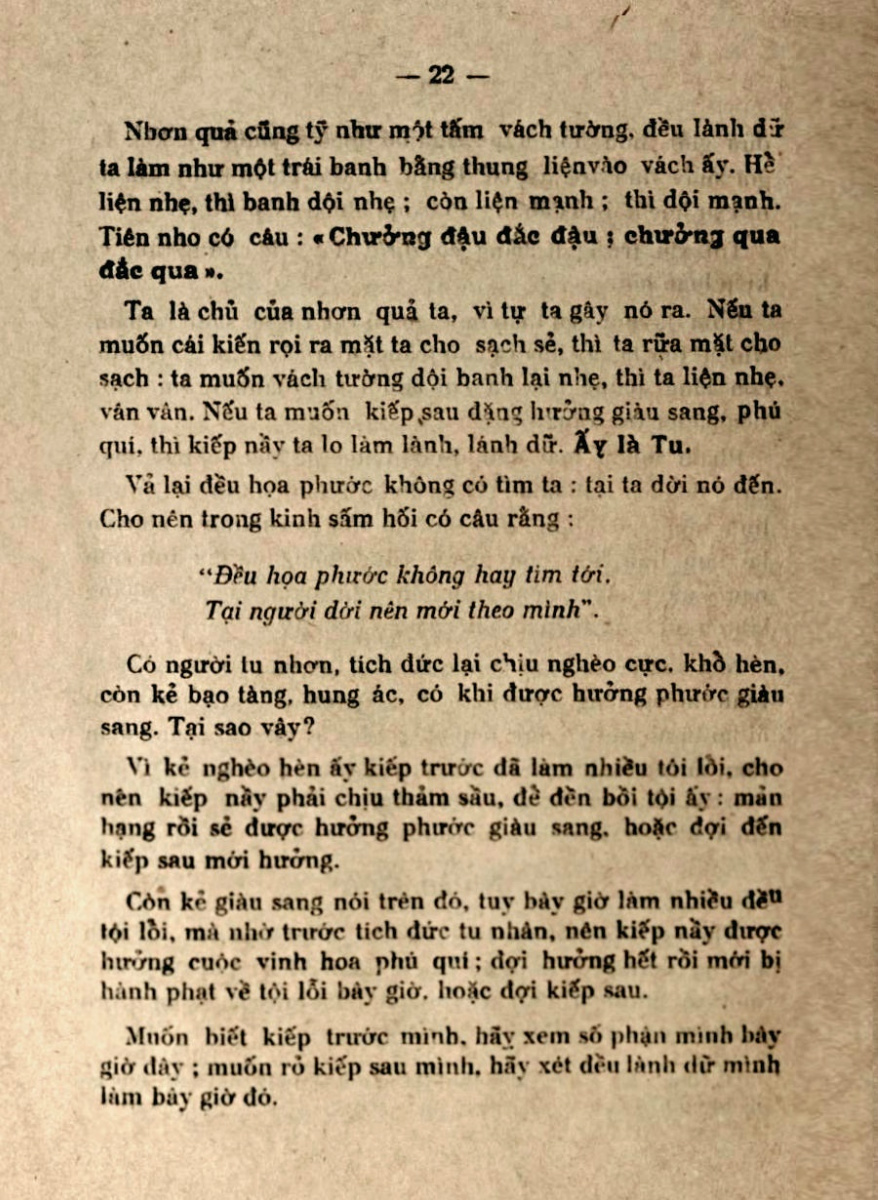 — 22 —
Nhơn quả cũng tỷ như một tấm vách tường, đều lành dữ
ta làm như một trái banh bằng thung liệnvào vách ấy. Hề
liện nhẹ, thì banh dội nhẹ ; còn liện mạnh ; thì dội mạnh.
Tiên nho có câu : « Chưởng đậu đắc đậu ; chưởng qua
đắc qua ».
Ta là chủ của nhơn quả ta, vì tự ta gây nó ra. Nếu ta
muốn cái kiến rọi ra mặt ta cho sạch sẻ, thì ta rữa mặt cho
sạch : ta muốn vách tường dội banh lại nhẹ, thì ta liện nhẹ,
vân vân. Nếu ta muốn kiếp sau đặng hưởng giàu sang, phú
quí, thì kiếp nầy ta lo làm lành, lánh dữ. Ấy là Tu.
Vả lại đều họa phước không có tìm ta : tại ta dời nó đến.
Cho nên trong kinh sấm hối có câu rằng :
“Đều họa phước không hay tìm tới.
Tại người dời nên mới theo mình”.
Có người tu nhơn, tích đức lại chịu nghèo cực, khổ hèn,
còn kẻ bạo tàng, hung ác, có khi được hưởng phước giàu
sang. Tại sao vậy?
Vì kẻ nghèo hèn ấy kiếp trước đã làm nhiều tội lỗi, cho
nên kiếp nầy phải chịu thảm sầu, để đền bồi tội ấy : mản
hạng rồi sẻ được hưởng phước giàu sang, hoặc đợi đến
kiếp sau mới hưởng.
Còn kẻ giàu sang nói trên đó, tuy bây giờ làm nhiều đều
tội lỗi, mà nhờ trước tích đức tu nhân, nên kiếp nầy được
hưởng cuộc vinh hoa phú quí ; đợi hưởng hết rồi mới bị
hành phạt về tội lỗi bây giờ, hoặc đợi kiếp sau.
Muốn biết kiếp trước mình, hãy xem số phận mình bây
giờ đây ; muốn rỏ kiếp sau mình, hãy xét đều lành dữ mình
làm bây giờ đó.